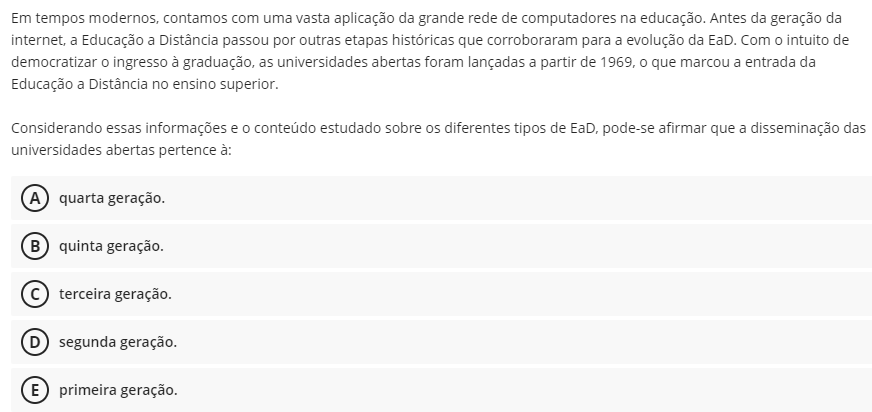 Em tempos modernos, contamos com uma vasta aplicação da grande rede de computadores na educação. Antes da geração da
internet, a Educação a Distância passou por outras etapas históricas que corroboraram para a evolução da EaD. Com o intuito de
democratizar o ingresso à graduação, as universidades abertas foram lançadas a partir de 1969, o que marcou a entrada da
Educação a Distância no ensino superior.
Considerando essas informações e o conteúdo estudado sobre os diferentes tipos de EaD, pode-se afirmar que a disseminação das
universidades abertas pertence à:
A quarta geração.
B quinta geração.
C terceira geração.
D segunda geração.
E primeira geração.